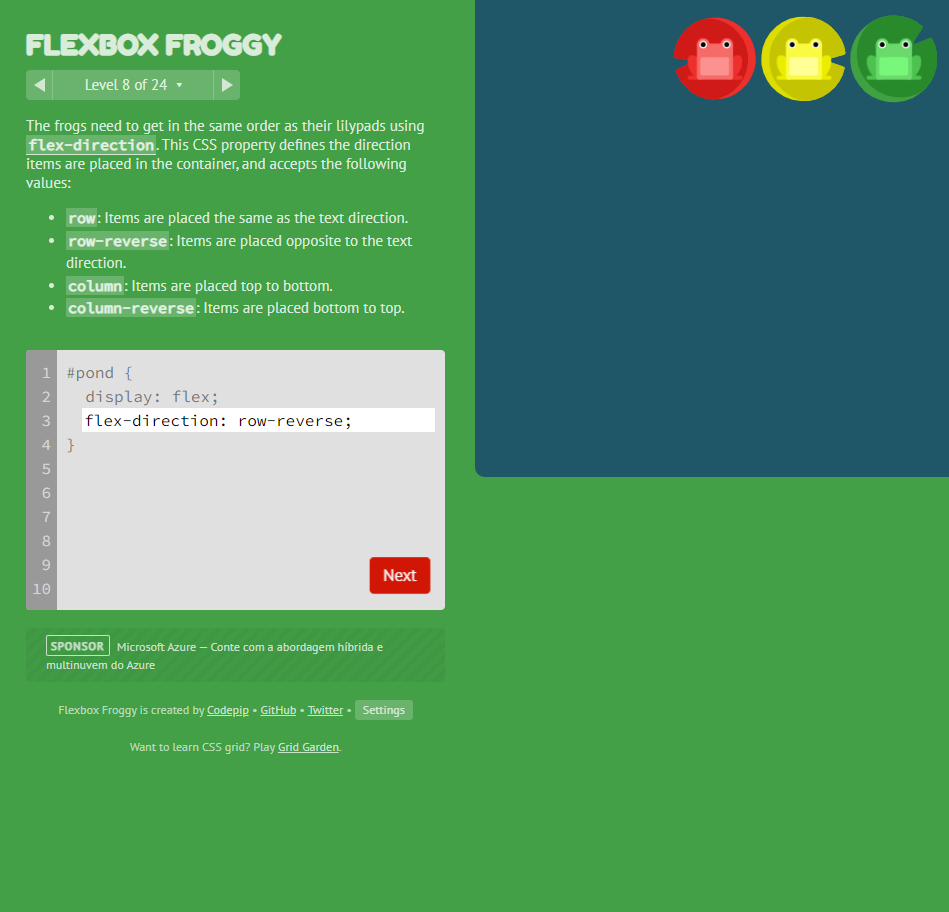 FLEXBOX FROGGY
◀ Level 8 of 24 ▾ ▶
The frogs need to get in the same order as their lilypads using
flex-direction. This CSS property defines the direction
items are placed in the container, and accepts the following
values:
• row: Items are placed the same as the text direction.
• row-reverse: Items are placed opposite to the text
direction.
• column: Items are placed top to bottom.
• column-reverse: Items are placed bottom to top.
1 #pond {
2 display: flex;
3 flex-direction: row-reverse;
4 }
5
6
7
8
9
10
Next
SPONSOR Microsoft Azure — Conte com a abordagem híbrida e
multinuvem do Azure
Flexbox Froggy is created by Codepip • GitHub • Twitter • Settings
Want to learn CSS grid? Play Grid Garden.